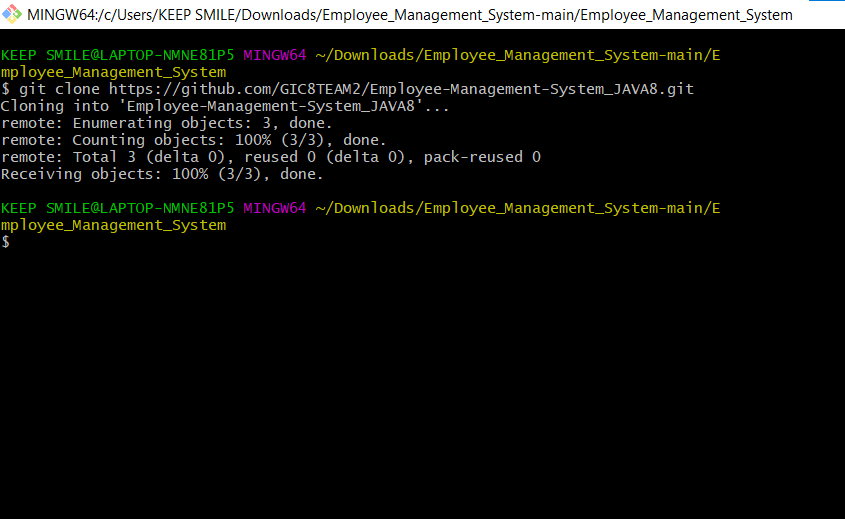 MINGW64:/c/Users/KEEP SMILE/Downloads/Employee_Management_System-main/Employee_Management_System
KEEP SMILE@LAPTOP-NMNE81P5 MINGW64 ~/Downloads/Employee_Management_System-main/E
mployee_Management_System
$ git clone https://github.com/GIC8TEAM2/Employee-Management-System_JAVA8.git
Cloning into 'Employee-Management-System_JAVA8'...
remote: Enumerating objects: 3, done.
remote: Counting objects: 100% (3/3), done.
remote: Total 3 (delta 0), reused 0 (delta 0), pack-reused 0
Receiving objects: 100% (3/3), done.
KEEP SMILE@LAPTOP-NMNE81P5 MINGW64 ~/Downloads/Employee_Management_System-main/E
mployee_Management_System
$